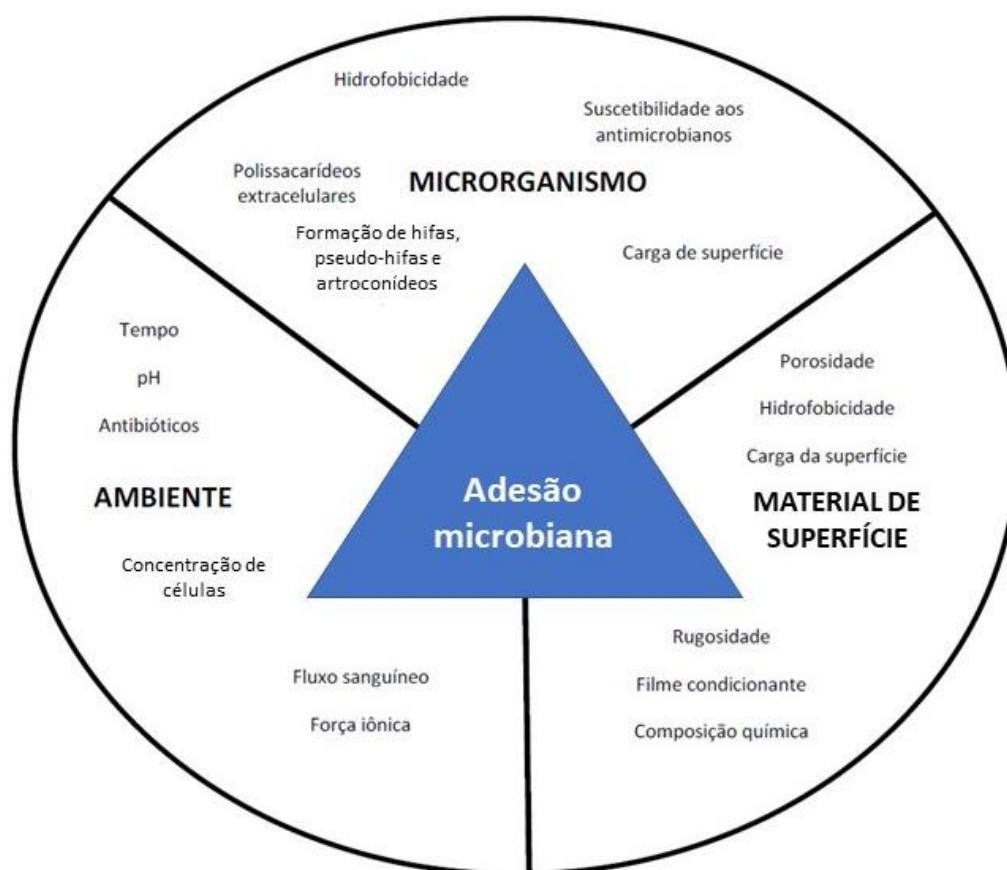 Hidrofobicidade
Suscetibilidade aos
antimicrobianos
Polissacarídeos
extracelulares
MICRORGANISMO
Formação de hifas,
pseudo-hifas e
artroconídeos
Carga de superfície
Tempo
pH
Antibióticos
AMBIENTE
Concentração de
células
Fluxo sanguíneo
Força iônica
Adesão
microbiana
Porosidade
Hidrofobicidade
Carga da superfície
MATERIAL DE
SUPERFÍCIE
Rugosidade
Filme condicionante
Composição química